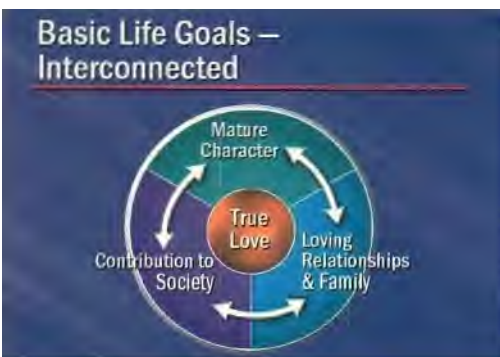 Basic Life Goals —
Interconnected
Mature
Character
True
Love
Contribution to
Society
Loving
Relationships
& Family